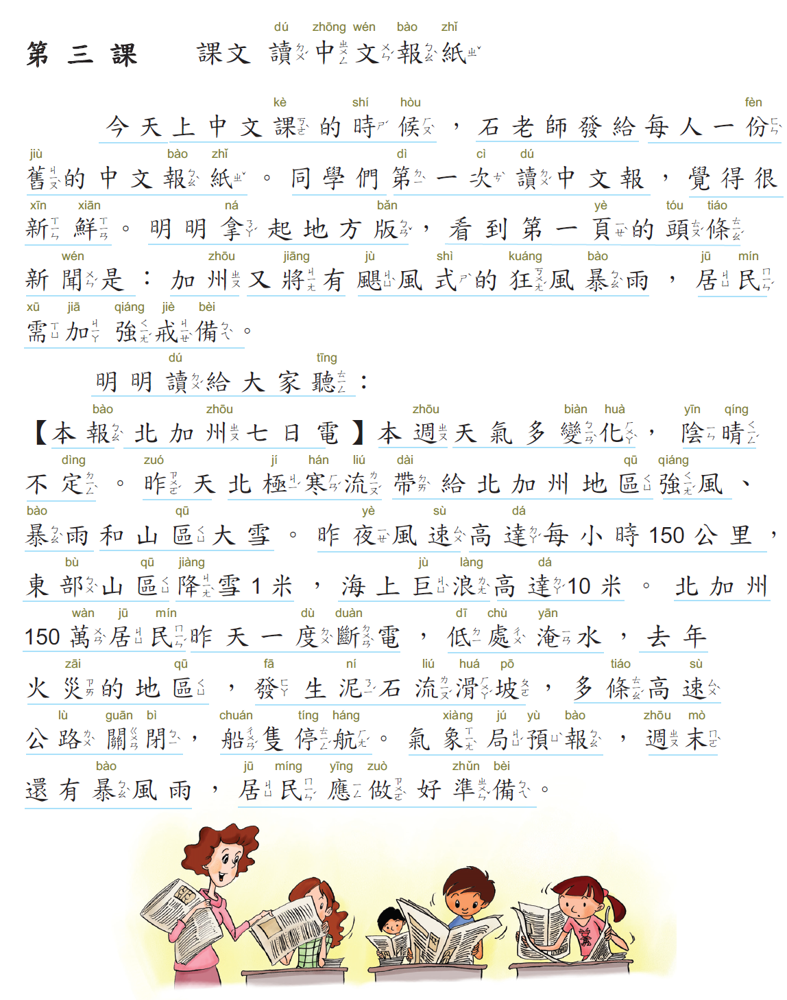 第三課 課文 讀中文報紙
今天上中文課的時候，石老師發給每人一份
舊的中文報紙。同學們第一次讀中文報，覺得很
新鮮。明明拿起地方版，看到第一頁的頭條
新聞是：加州又將有颶風式的狂風暴雨，居民
需加強戒備。
明明讀給大家聽：
【本報北加州七日電】本週天氣多變化，陰晴
不定。昨天北極寒流帶給北加州地區強風、
暴雨和山區大雪。昨夜風速高達每小時150公里，
東部山區降雪1米，海上巨浪高達10米。北加州
150萬居民昨天一度斷電，低處淹水，去年
火災的地區，發生泥石流滑坡，多條高速
公路關閉，船隻停航。氣象局預報，週末
還有暴風雨，居民應做好準備。